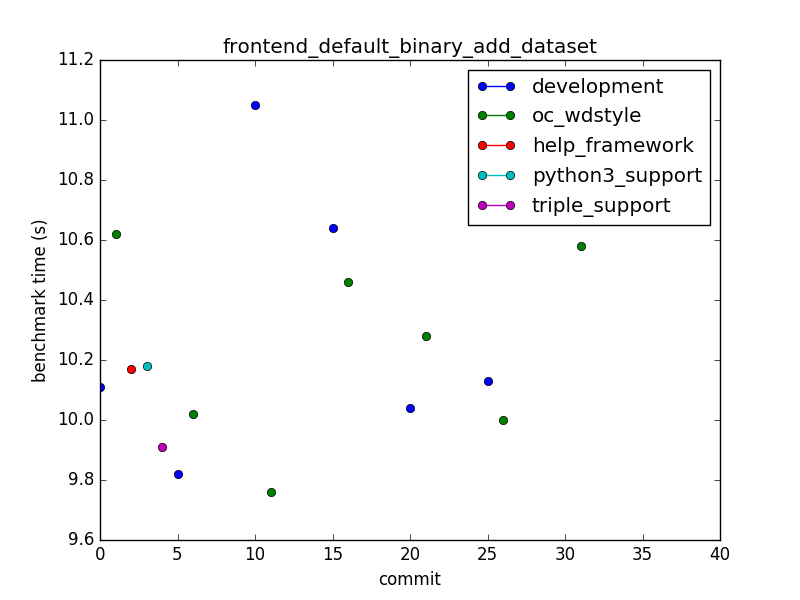 frontend_default_binary_add_dataset
11.2
11.0
10.8
10.6
10.4
10.2
10.0
9.8
9.6
benchmark time (s)
development
oc_wdstyle
help_framework
python3_support
triple_support
0 5 10 15 20 25 30 35 40
commit